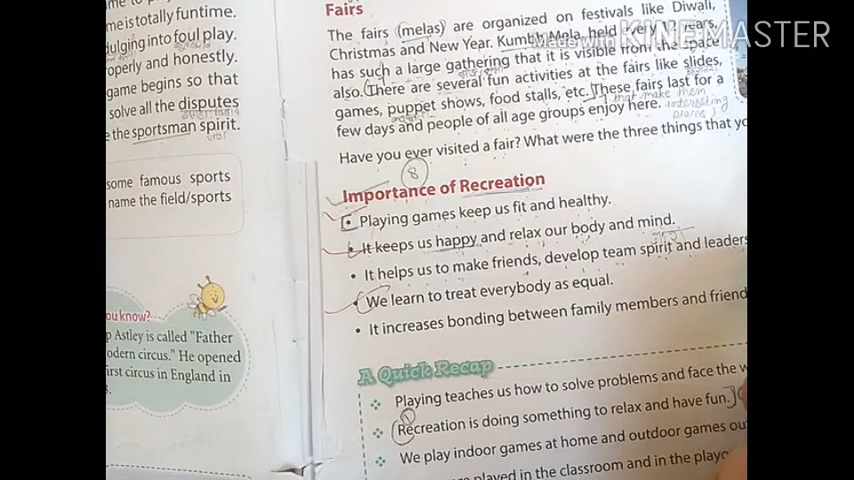 me is totally funtime.
dulging into foul play.
operly and honestly.
game begins so that
solve all the disputes
e the sportsman spirit.
some famous sports
name the field/sports
ou know?
p Astley is called "Father
odern circus." He opened
irst circus in England in
Fairs
The fairs (melas) are organized on festivals like Diwali,
Christmas and New Year. Kumbh Mela, held every years,
has such a large gathering that it is visible from the space
also. There are several fun activities at the fairs like slides,
games, puppet shows, food stalls, etc. These fairs last for a
that make them
interesting
few days and people of all age groups enjoy here.
Have you ever visited a fair? What were the three things that yo
8
Importance of Recreation
• Playing games keep us fit and healthy.
• It keeps us happy and relax our body and mind.
• It helps us to make friends, develop team spirit and leaders
• We learn to treat everybody as equal.
• It increases bonding between family members and friend
A Quick Recap
Playing teaches us how to solve problems and face the w
1
Recreation is doing something to relax and have fun.
We play indoor games at home and outdoor games ou
are played in the classroom and in the playg
Made with KINEMASTER